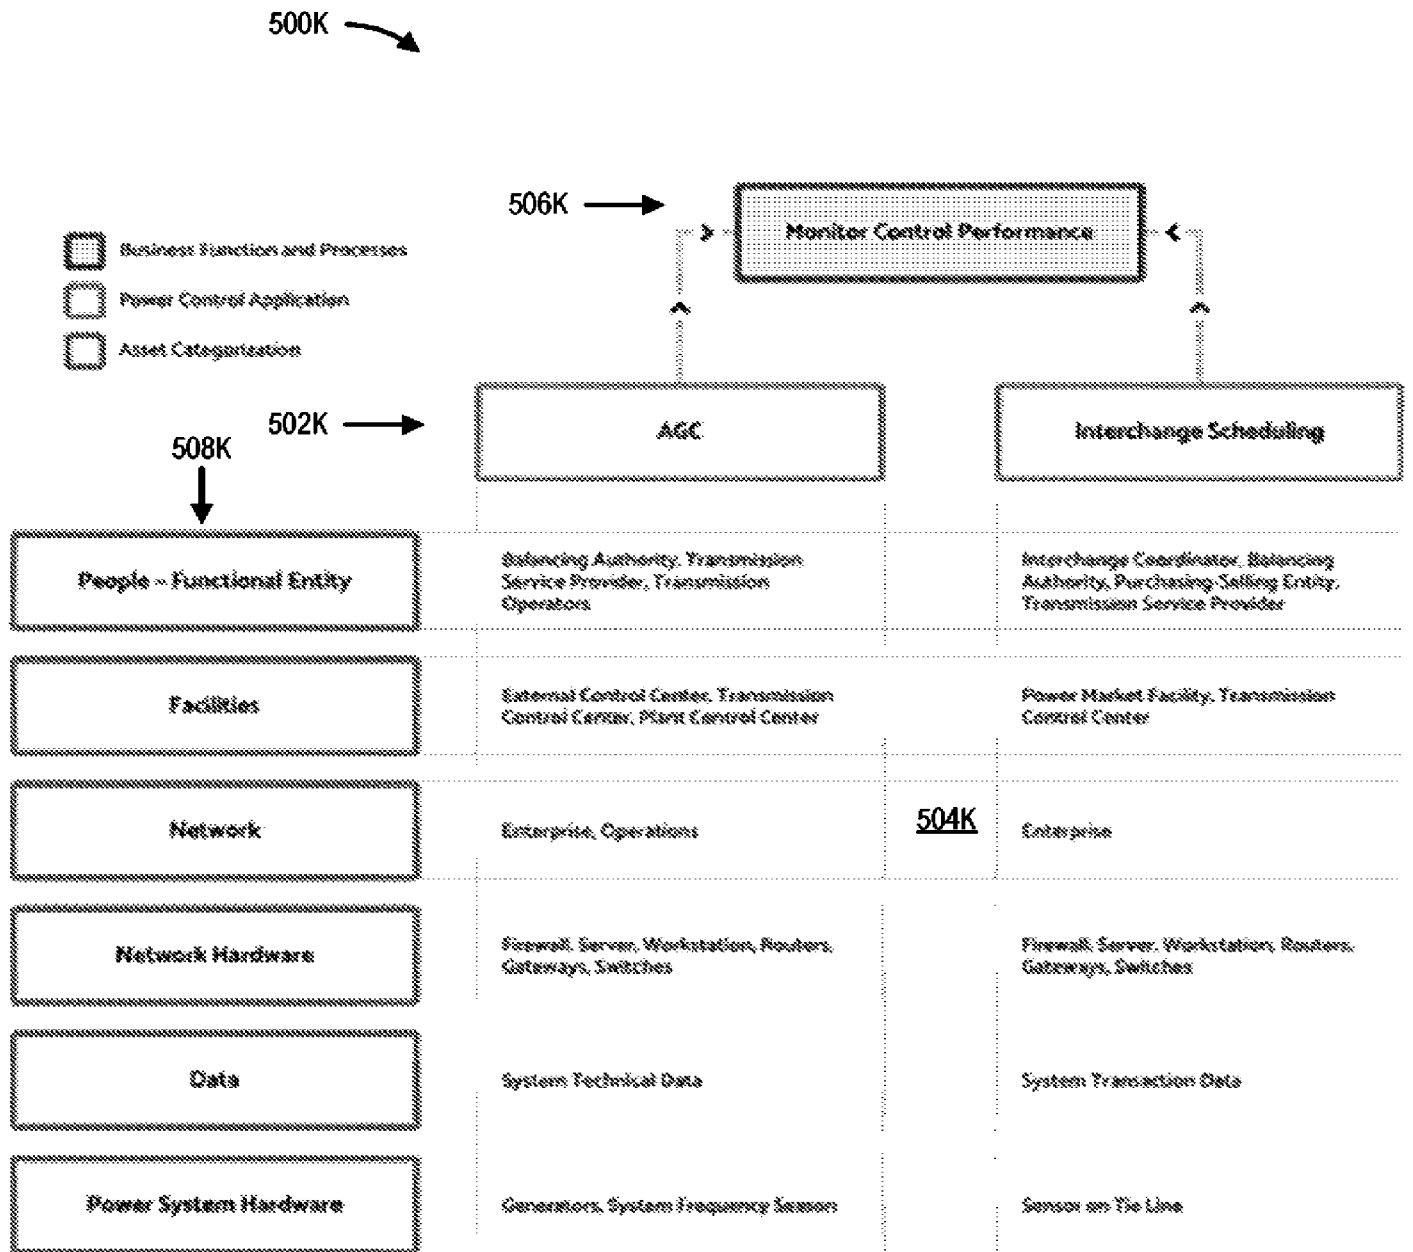 500K
506K
Monitor Control Performance
Business Function and Processes
Power Control Application
Asset Categorization
502K
AGC
Interchange Scheduling
508K
People – Functional Entity
Balancing Authority, Transmission
Service Provider, Transmission
Operators
Interchange Coordinator, Balancing
Authority, Purchasing-Selling Entity,
Transmission Service Provider
Facilities
External Control Center, Transmission
Control Center, Plant Control Center
Power Market Facility, Transmission
Control Center
Network
Enterprise, Operations
504K
Enterprise
Network Hardware
Firewall, Server, Workstation, Routers,
Gateways, Switches
Firewall, Server, Workstation, Routers,
Gateways, Switches
Data
System Technical Data
System Transaction Data
Power System Hardware
Generators, System Frequency Season
Sensor on Tie Line